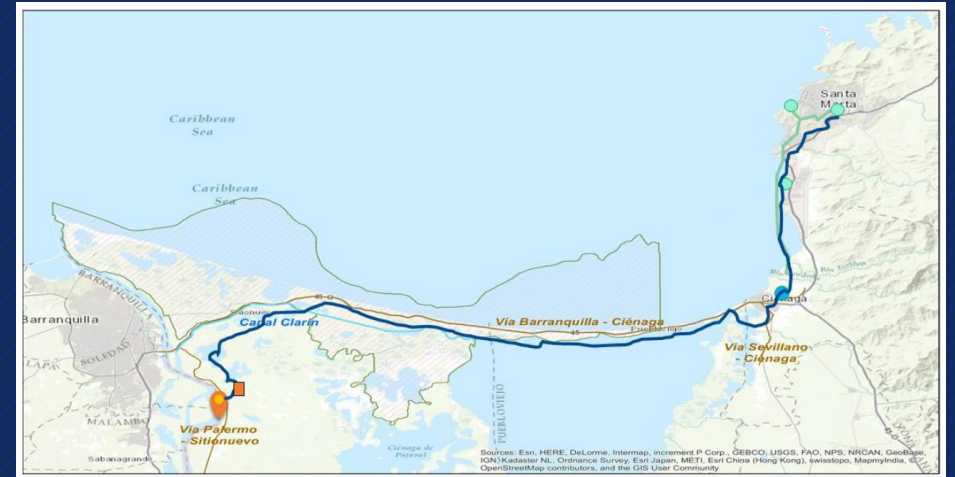 Santa
Marta
Caribbean
Sea
Caribbean
Sea
BARRANQUILLA
Barranquilla
SOLEDAD
Canal Clarín
45
Vía Barranquilla - Ciénaga
45
Ciénaga
Vía Sevillano
- Ciénaga
MALAMBO
Vía Palermo
- Sitionuevo
PUEBLOVIEJO
Sabanagrande
Ciénaga de
Pajaral
Sources: Esri, HERE, DeLorme, Intermap, increment P Corp., GEBCO, USGS, FAO, NPS, NRCAN, GeoBase,
IGN, Kadaster NL, Ordnance Survey, Esri Japan, METI, Esri China (Hong Kong), swisstopo, MapmyIndia, ©
OpenStreetMap contributors, and the GIS User Community